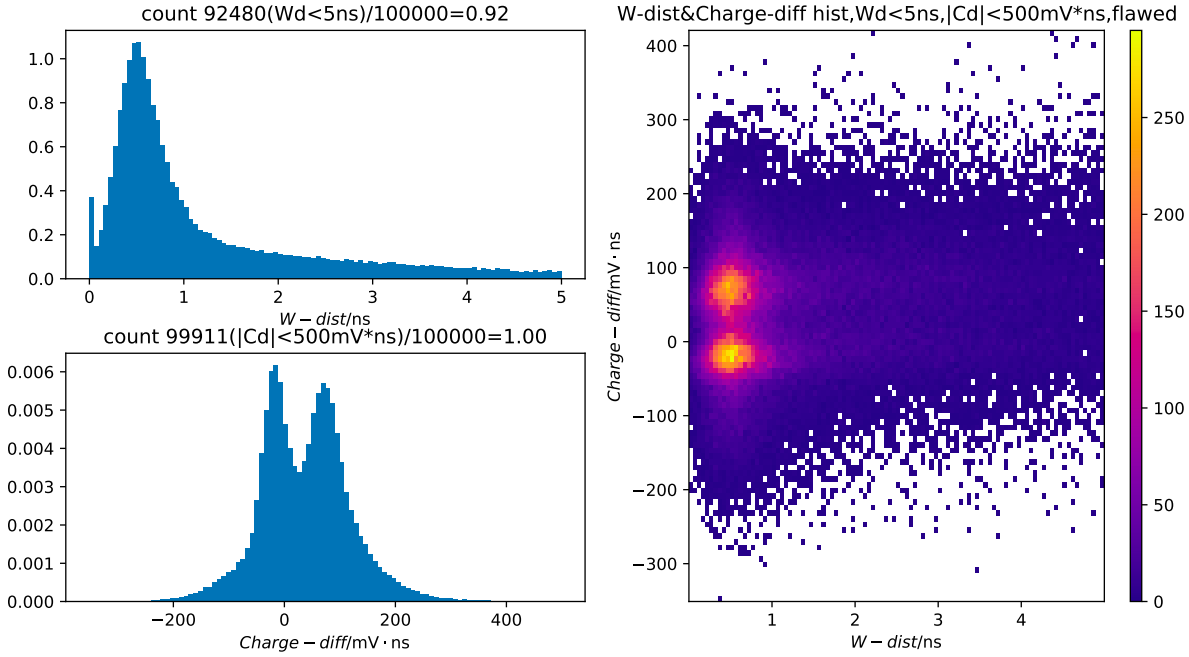 count 92480(Wd<5ns)/100000=0.92
1.0
0.8
0.6
0.4
0.2
0.0
0 1 2 3 4 5
W − dist/ns
count 99911(|Cd|<500mV*ns)/100000=1.00
0.006
0.005
0.004
0.003
0.002
0.001
0.000
−200 0 200 400
Charge − diff/mV · ns
W-dist&Charge-diff hist,Wd<5ns,|Cd|<500mV*ns,flawed
400
300
200
100
0
−100
−200
−300
Charge − diff/mV · ns
1 2 3 4
W − dist/ns
250
200
150
100
50
0